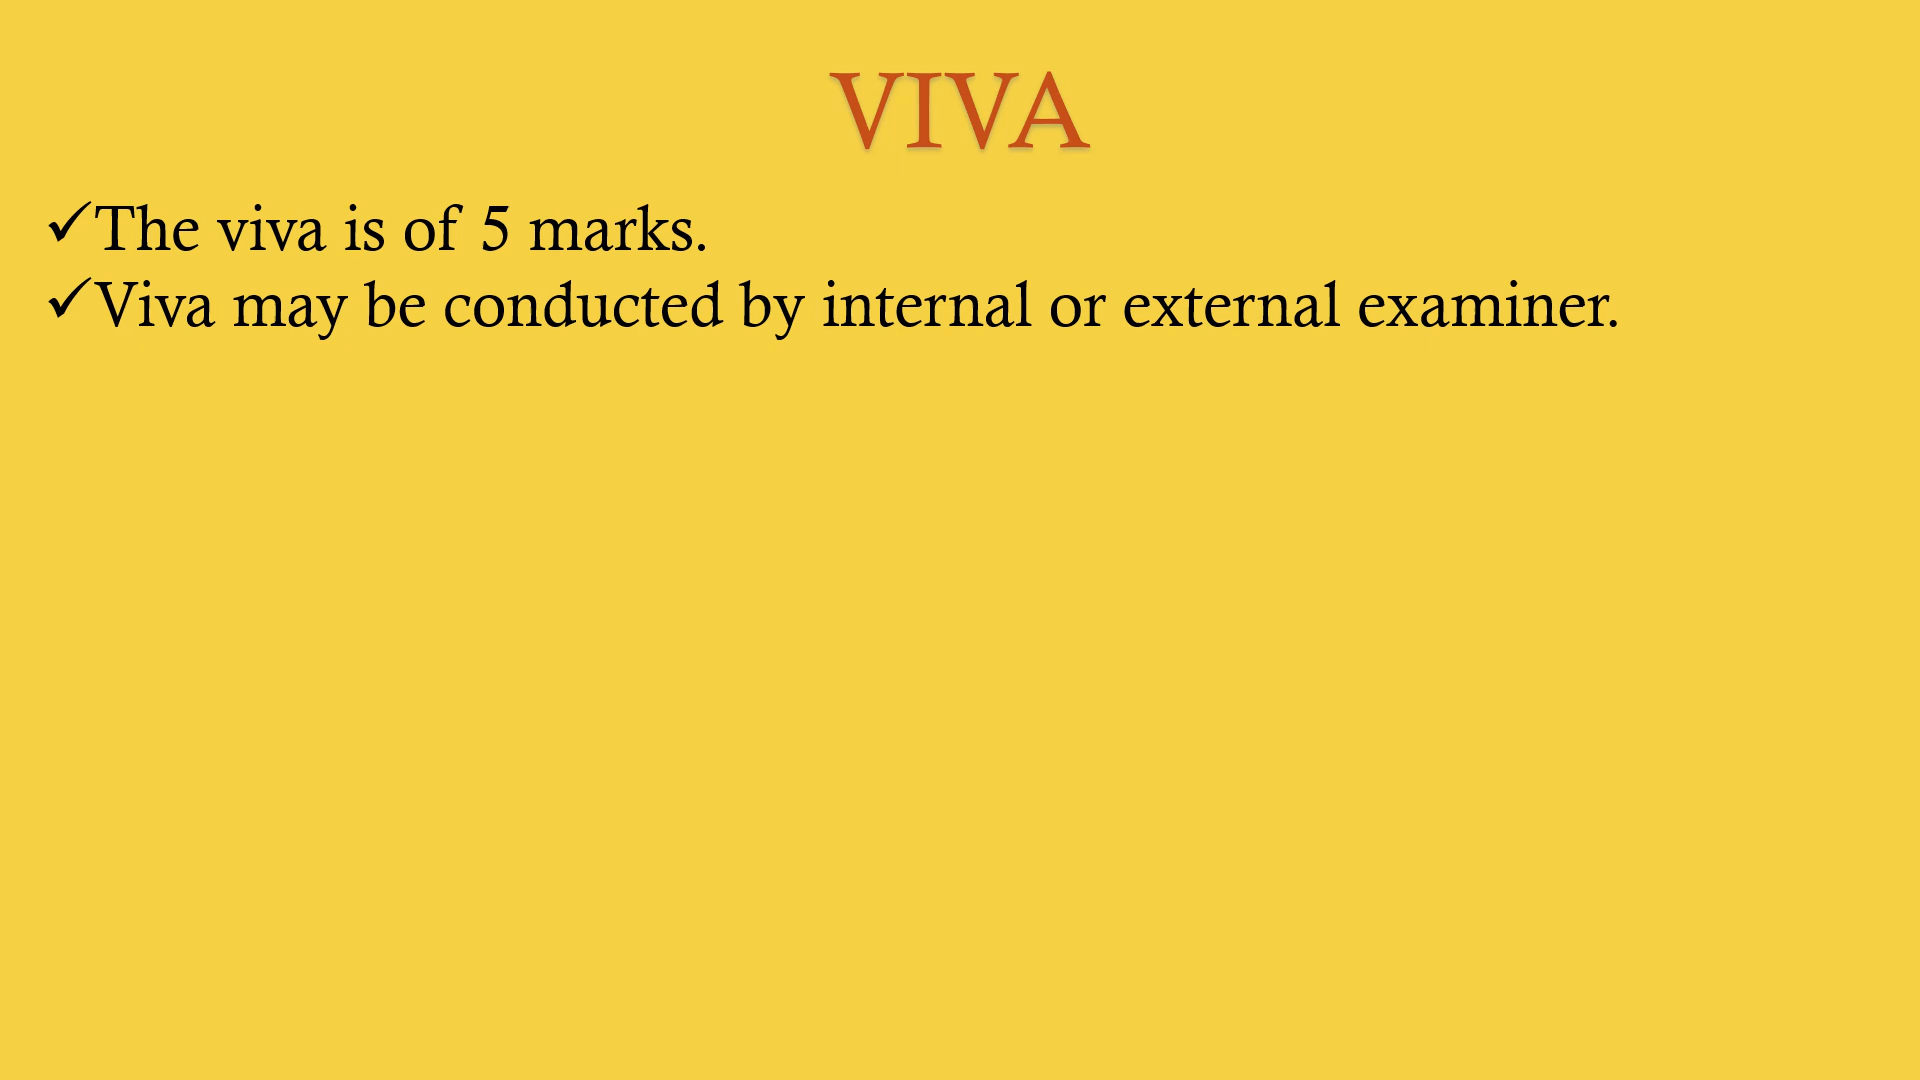 VIVA
✓The viva is of 5 marks.
✓Viva may be conducted by internal or external examiner.